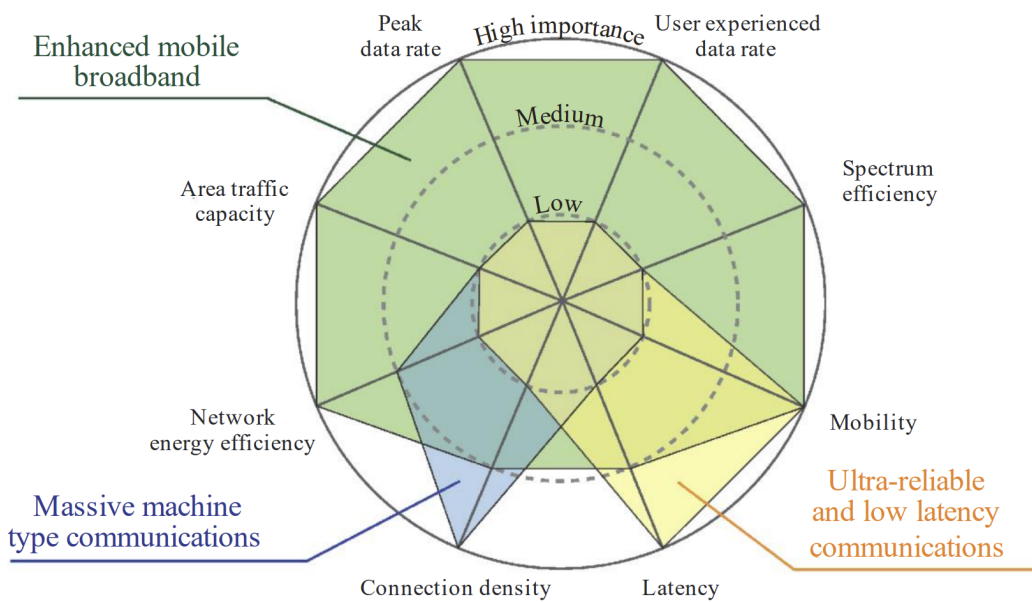 Peak
data rate
High importance
User experienced
data rate
Enhanced mobile
broadband
Medium
Area traffic
capacity
Low
Spectrum
efficiency
Network
energy efficiency
Mobility
Massive machine
type communications
Ultra-reliable
and low latency
communications
Connection density
Latency